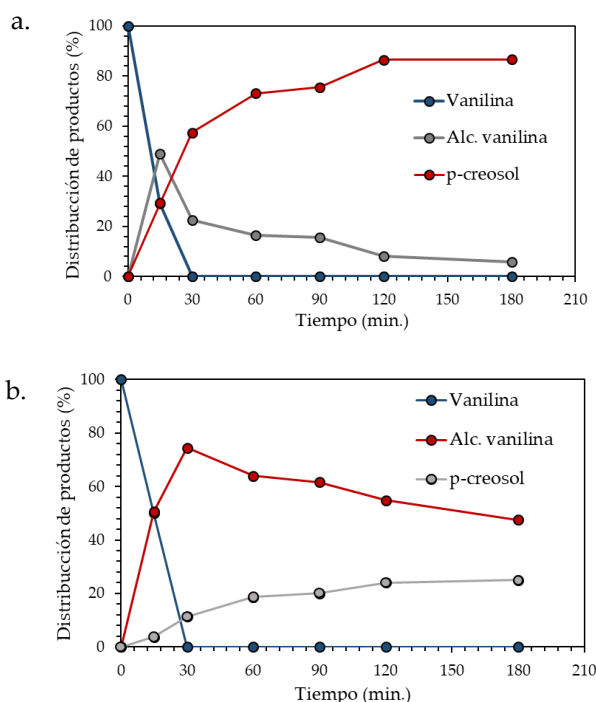 a.
Distribucción de productos (%)
100
80
60
40
20
0
Vanilina
Alc. vanilina
p-creosol
0 30 60 90 120 150 180 210
Tiempo (min.)
b.
Distribucción de productos (%)
100
80
60
40
20
0
Vanilina
Alc. vanilina
p-creosol
0 30 60 90 120 150 180 210
Tiempo (min.)